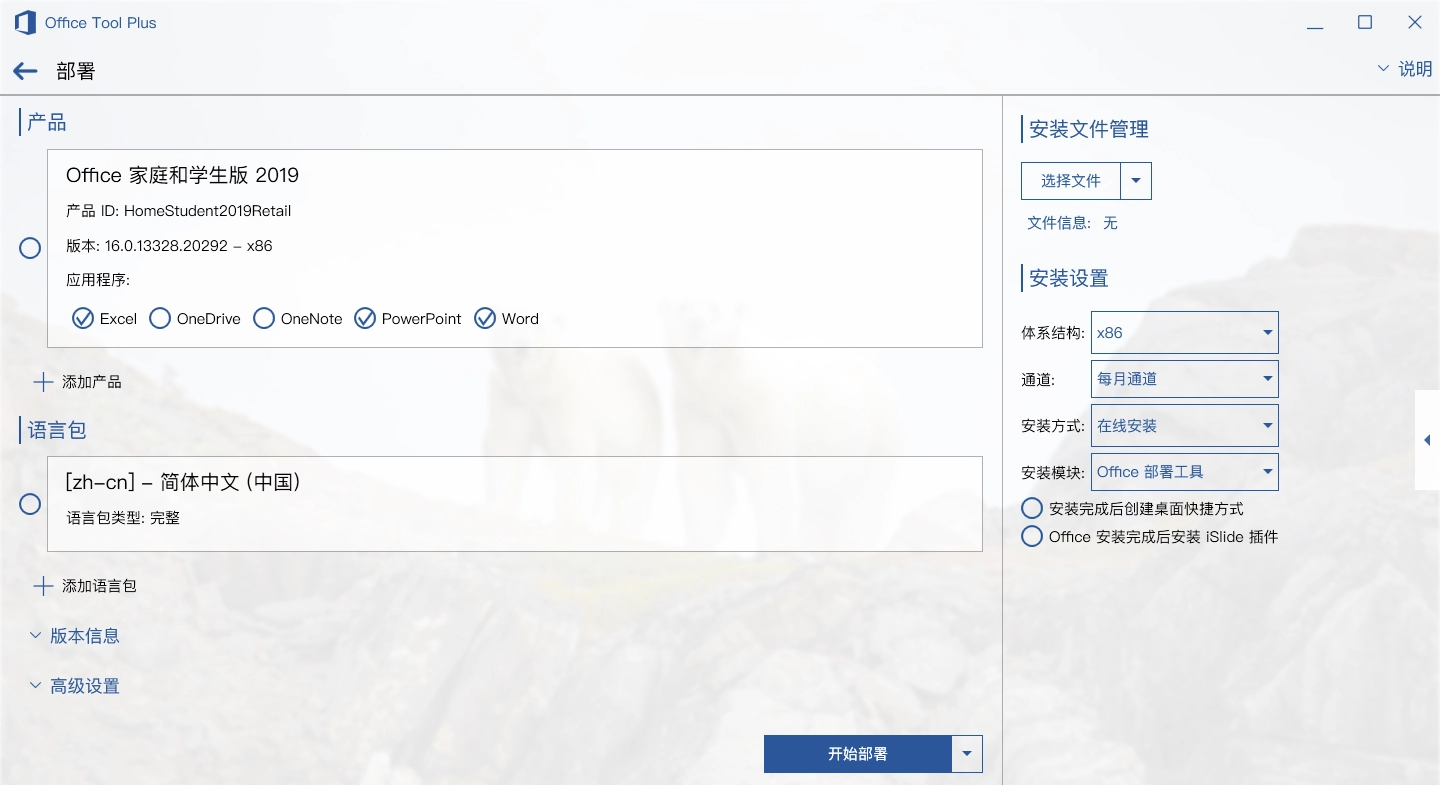 Office Tool Plus
部署
说明
产品
Office 家庭和学生版 2019
产品 ID: HomeStudent2019Retail
版本: 16.0.13328.20292 – x86
应用程序:
Excel OneDrive OneNote PowerPoint Word
添加产品
语言包
[zh–cn] – 简体中文 (中国)
语言包类型: 完整
添加语言包
版本信息
高级设置
开始部署
安装文件管理
选择文件
文件信息: 无
安装设置
体系结构: x86
通道: 每月通道
安装方式: 在线安装
安装模块: Office 部署工具
安装完成后创建桌面快捷方式
Office 安装完成后安装 iSlide 插件